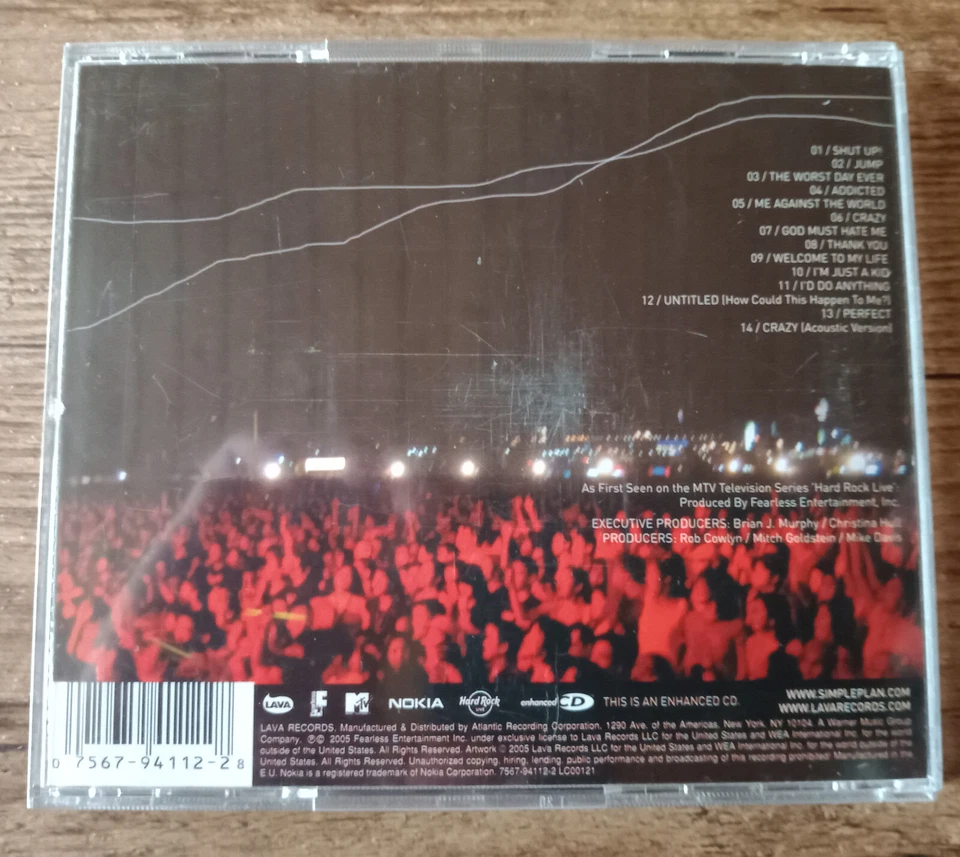 01 / SHUT UP!
02 / JUMP
03 / THE WORST DAY EVER
04 / ADDICTED
05 / ME AGAINST THE WORLD
06 / CRAZY
07 / GOD MUST HATE ME
08 / THANK YOU
09 / WELCOME TO MY LIFE
10 / I'M JUST A KID
11 / I'D DO ANYTHING
12 / UNTITLED (How Could This Happen To Me?)
13 / PERFECT
14 / CRAZY (Acoustic Version)
As First Seen on the MTV Television Series "Hard Rock Live".
Produced By Fearless Entertainment, Inc.
EXECUTIVE PRODUCERS: Brian J. Murphy / Christina Hull
PRODUCERS: Rob Cowlyn / Mitch Goldstein / Mike Davis
LAVA MTV NOKIA Hard Rock LIVE enhanced CD THIS IS AN ENHANCED CD.
WWW.SIMPLEPLAN.COM
WWW.LAVARECORDS.COM
LAVA RECORDS. Manufactured & Distributed by Atlantic Recording Corporation, 1290 Ave. of the Americas, New York, NY 10104. A Warner Music Group
Company. ℗© 2005 Fearless Entertainment Inc. under exclusive license to Lava Records LLC for the United States and WEA International Inc. for the
outside of the United States. All Rights Reserved. Artwork © 2005 Lava Records LLC for the United States and WEA International Inc. for the world outside of the
United States. All Rights Reserved. Unauthorized copying, hiring, lending, public performance and broadcasting of this recording prohibited.
E.U. Nokia is a registered trademark of Nokia Corporation. 7567-94112-2 LC00121
0 7567-94112-2 8